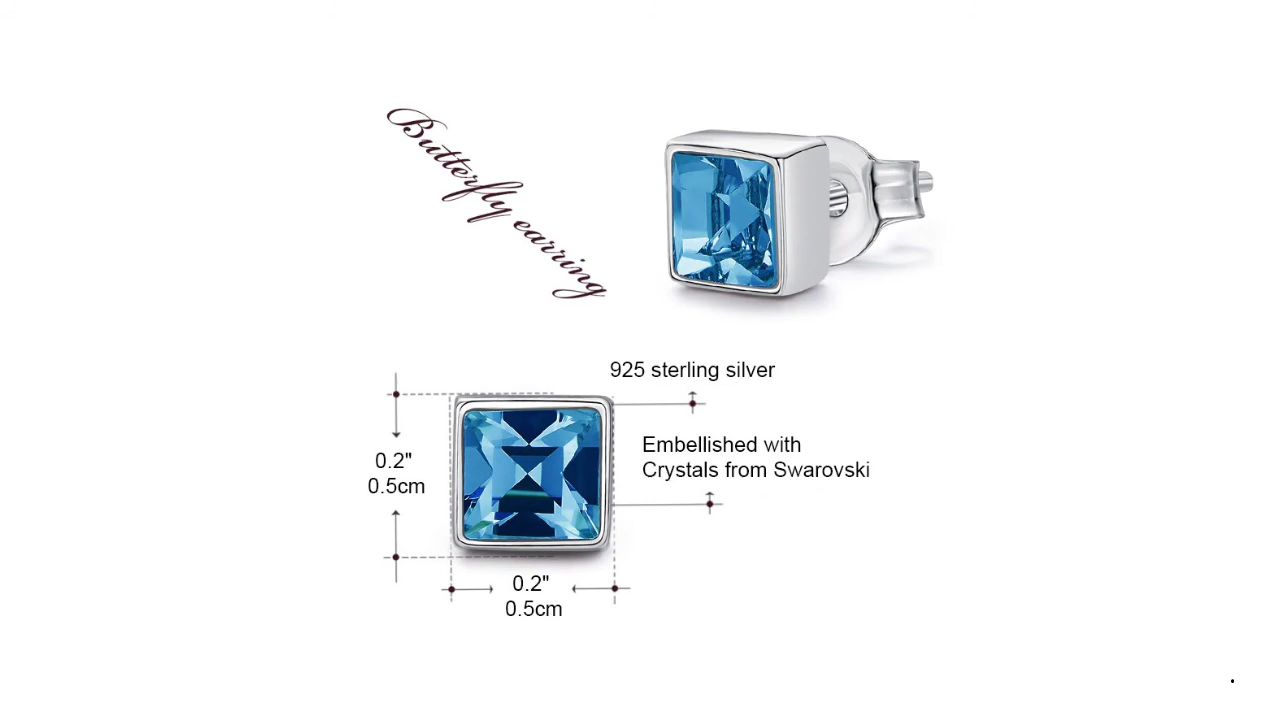 Butterfly earring
925 sterling silver
Embellished with
Crystals from Swarovski
0.2"
0.5cm
0.2"
0.5cm